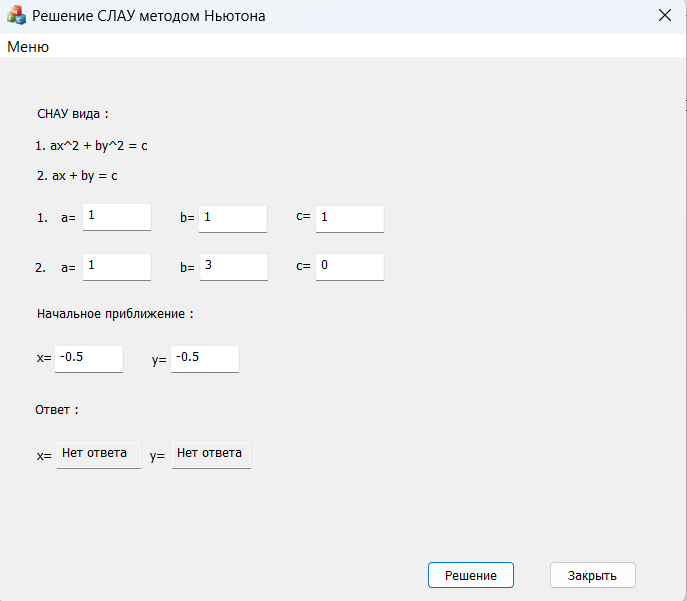 Решение СЛАУ методом Ньютона
Меню
СНАУ вида :
1. ax^2 + by^2 = c
2. ax + by = c
1. a= 1 b= 1 c= 1
2. a= 1 b= 3 c= 0
Начальное приближение :
x= -0.5 y= -0.5
Ответ :
x= Нет ответа y= Нет ответа
Решение Закрыть